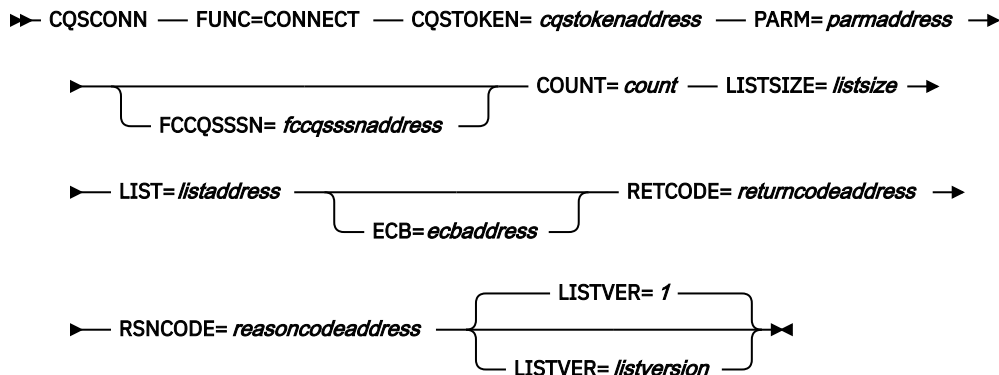 CQSCONN FUNC=CONNECT CQSTOKEN= cqstokenaddress PARM= parmaddress
COUNT= count LISTSIZE= listsize
FCCQSSSN= fccqsssnaddress
LIST= listaddress RETCODE= returncodeaddress
ECB= ecbaddress
LISTVER= 1
RSNCODE= reasoncodeaddress
LISTVER= listversion